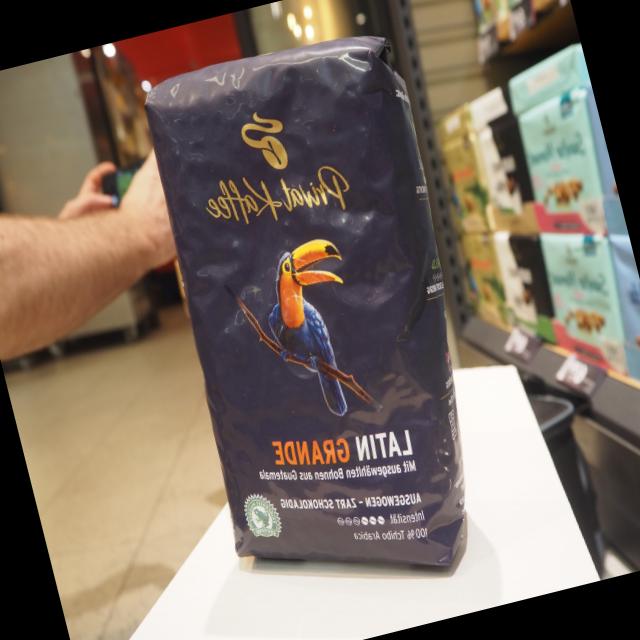 Privat Kaffee
LATIN GRANDE
Mit ausgewählten Bohnen aus Guatemala
AUSGEWOGEN - ZART SCHOKOLADIG
Intensität
100 % Tchibo Arabica